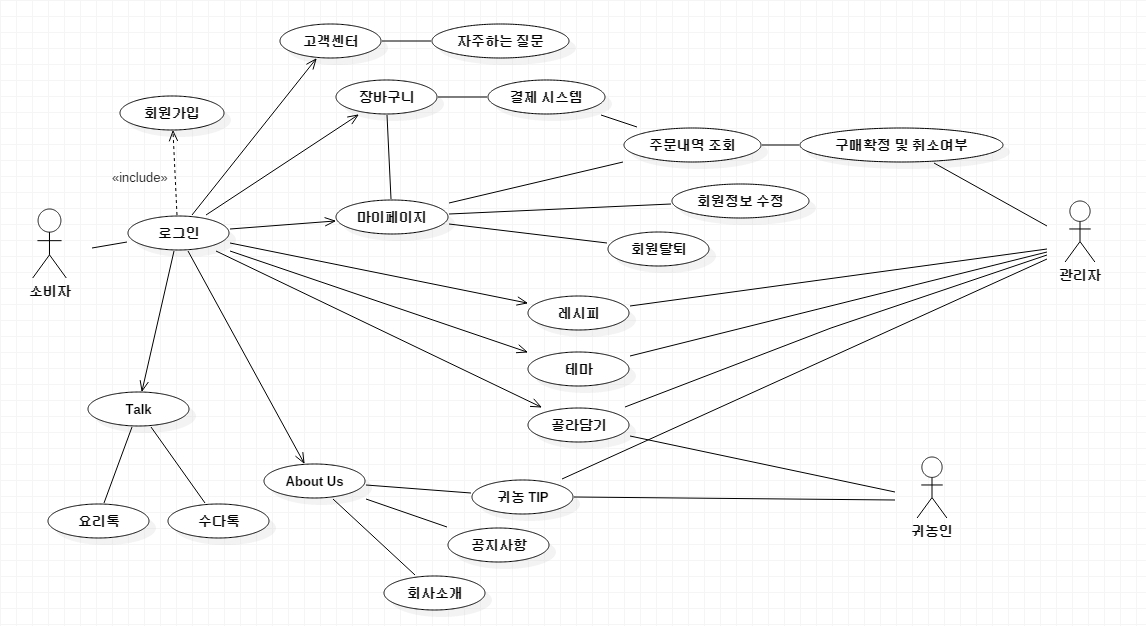 고객센터
자주하는 질문
장바구니
결제 시스템
회원가입
주문내역 조회
구매확정 및 취소여부
«include»
회원정보 수정
마이페이지
로그인
회원탈퇴
관리자
소비자
레시피
테마
Talk
골라담기
About Us
귀농 TIP
요리톡
수다톡
귀농인
공지사항
회사소개